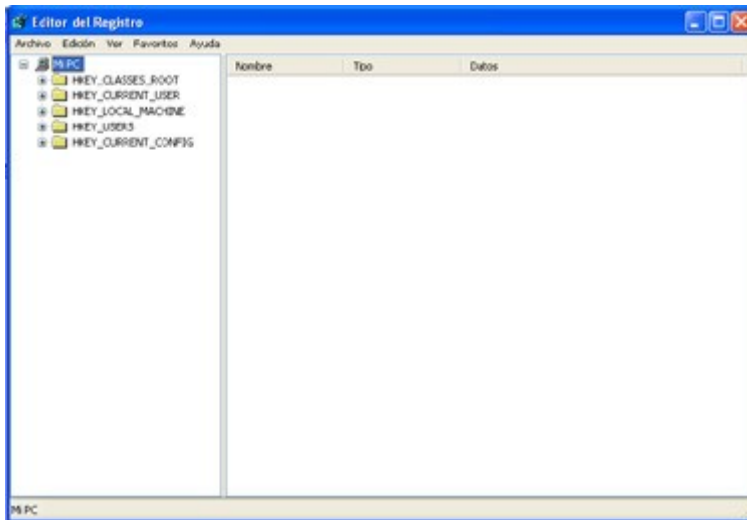 Editor del Registro
Archivo Edición Ver Favoritos Ayuda
Mi PC
HKEY_CLASSES_ROOT
HKEY_CURRENT_USER
HKEY_LOCAL_MACHINE
HKEY_USERS
HKEY_CURRENT_CONFIG
Nombre Tipo Datos
Mi PC